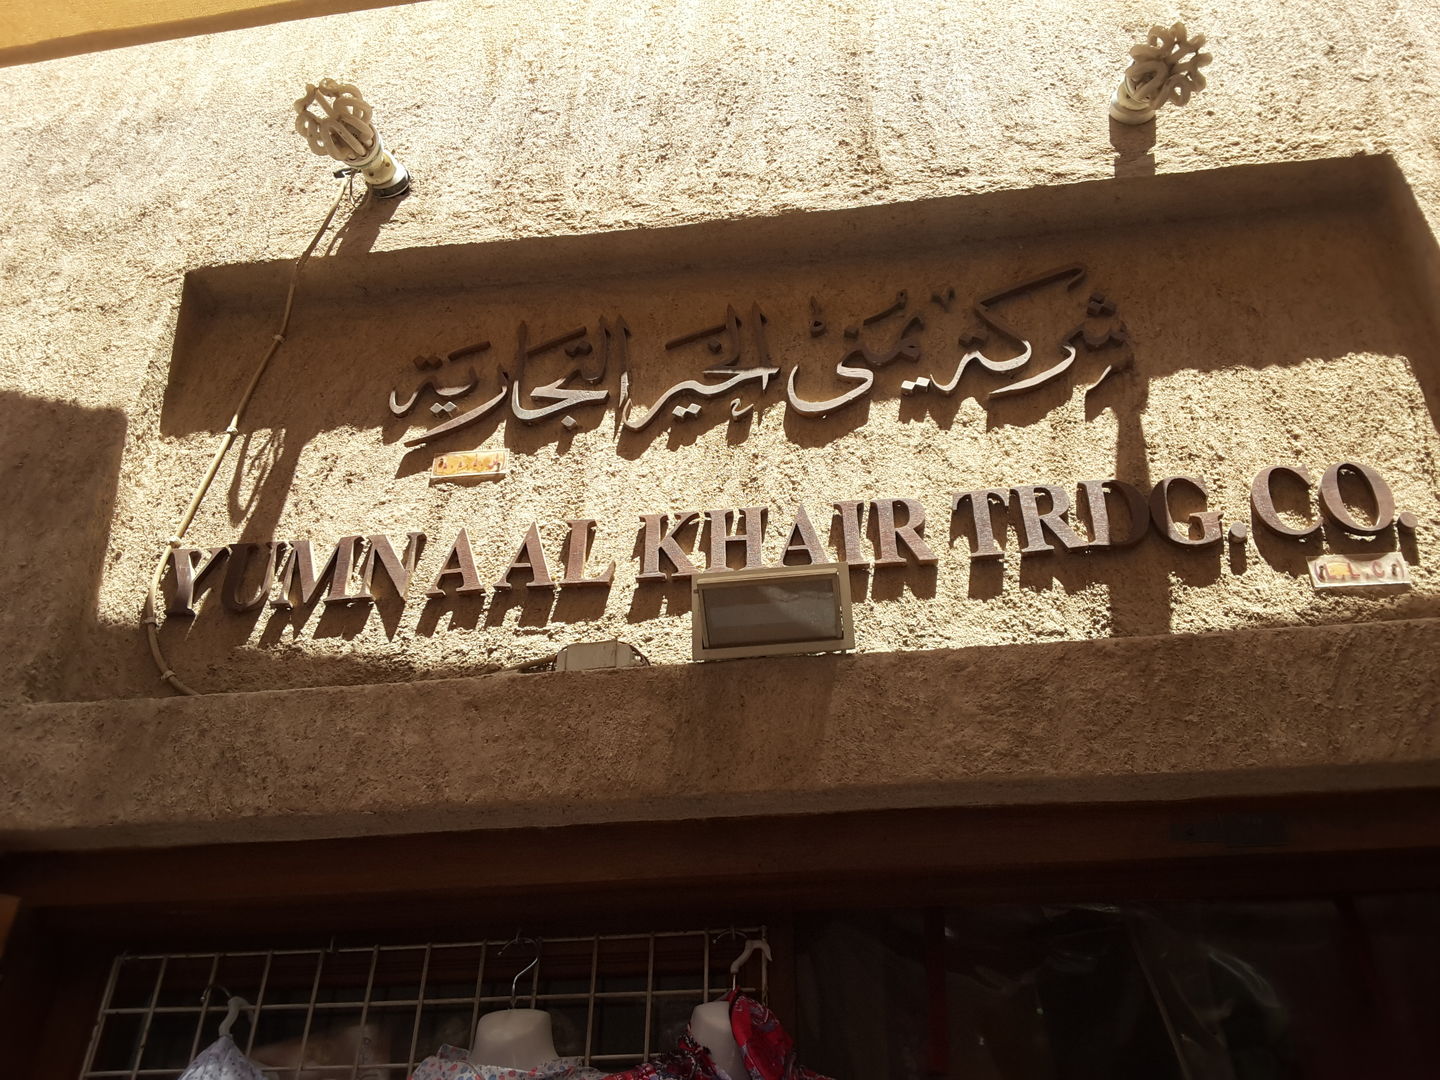 شركة يمنى الخير التجارية
YUMNA AL KHAIR TRDG. CO.
L.L.C